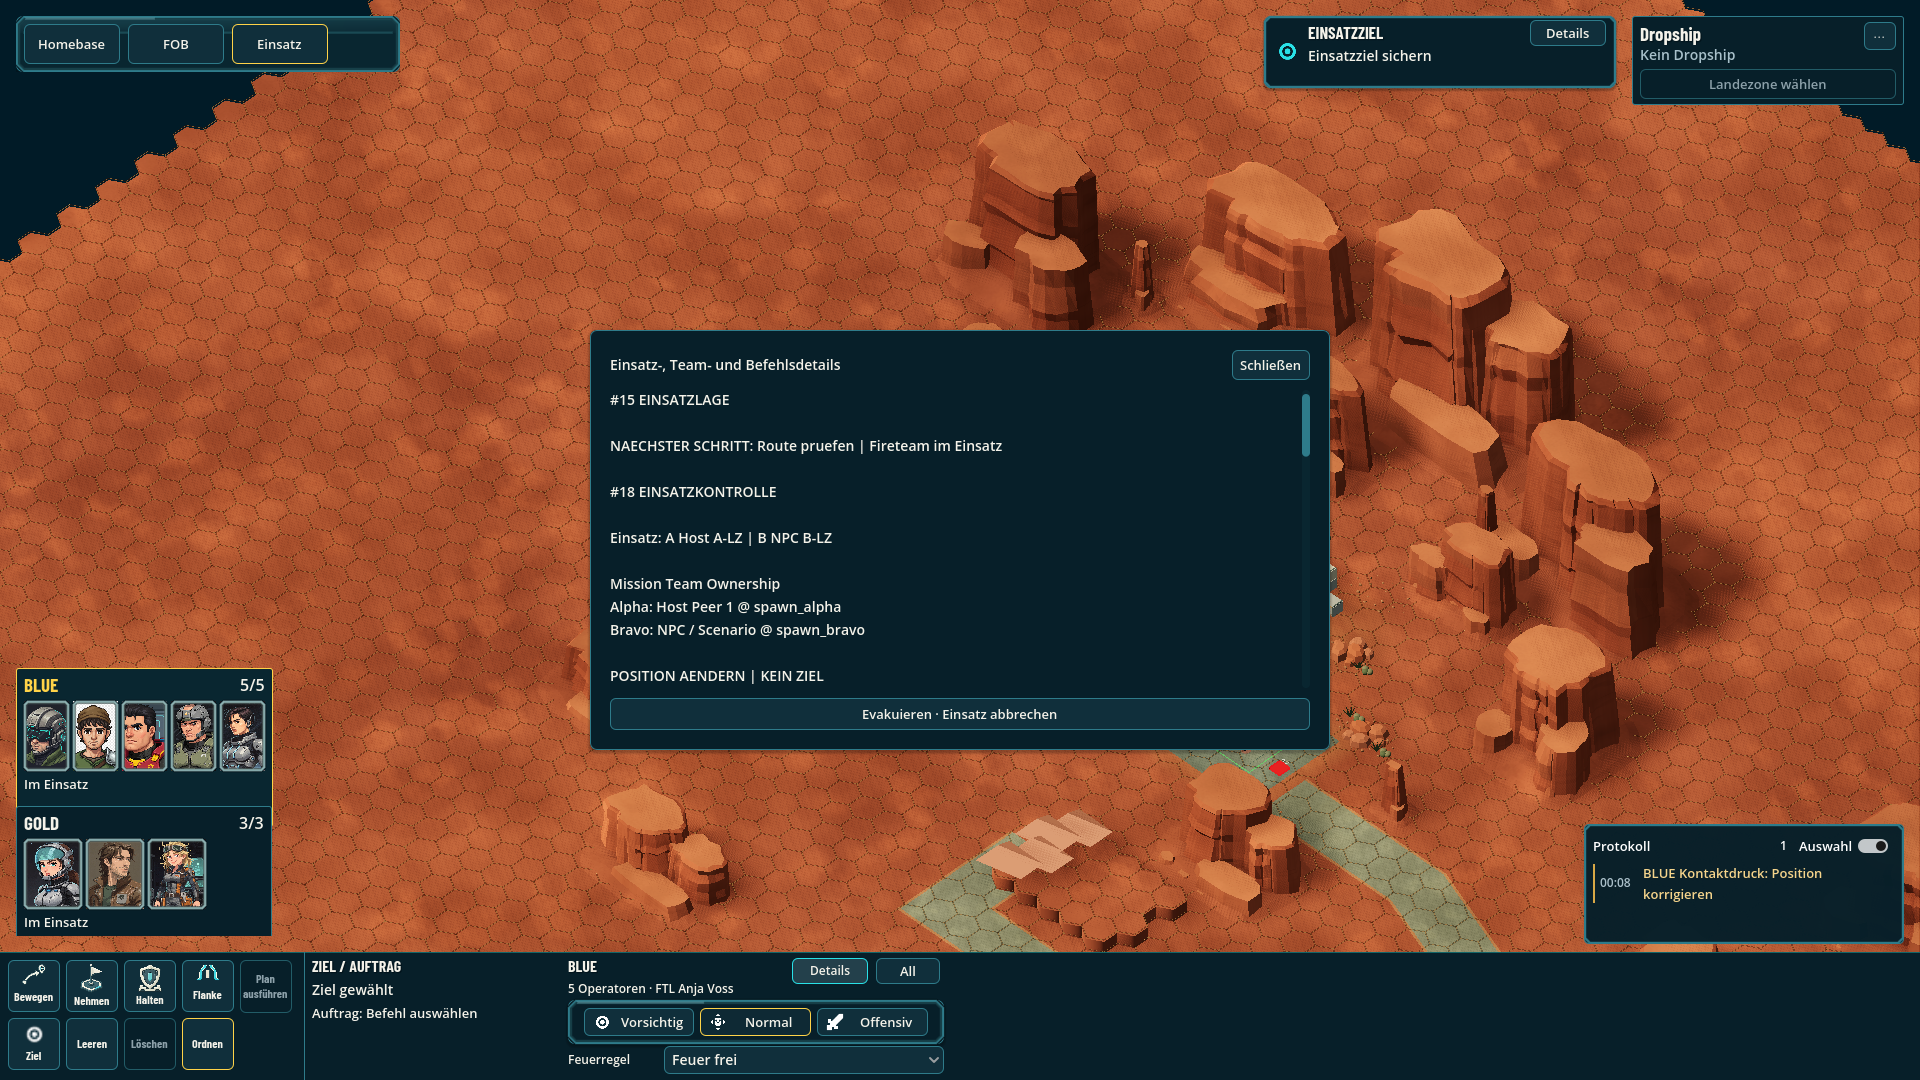 Homebase
FOB
Einsatz
EINSATZZIEL
Einsatzziel sichern
Details
Dropship
...
Kein Dropship
Landezone wählen
Einsatz-, Team- und Befehlsdetails
Schließen
#15 EINSATZLAGE
NAECHSTER SCHRITT: Route pruefen | Fireteam im Einsatz
#18 EINSATZKONTROLLE
Einsatz: A Host A-LZ | B NPC B-LZ
Mission Team Ownership
Alpha: Host Peer 1 @ spawn_alpha
Bravo: NPC / Scenario @ spawn_bravo
POSITION AENDERN | KEIN ZIEL
Evakuieren · Einsatz abbrechen
BLUE 5/5
Im Einsatz
GOLD 3/3
Im Einsatz
Protokoll 1 Auswahl
00:08 BLUE Kontaktdruck: Position
korrigieren
Bewegen
Nehmen
Halten
Flanke
Plan
ausführen
Ziel
Leeren
Löschen
Ordnen
ZIEL / AUFTRAG
Ziel gewählt
Auftrag: Befehl auswählen
BLUE
Details
All
5 Operatoren · FTL Anja Voss
Vorsichtig
Normal
Offensiv
Feuerregel
Feuer frei